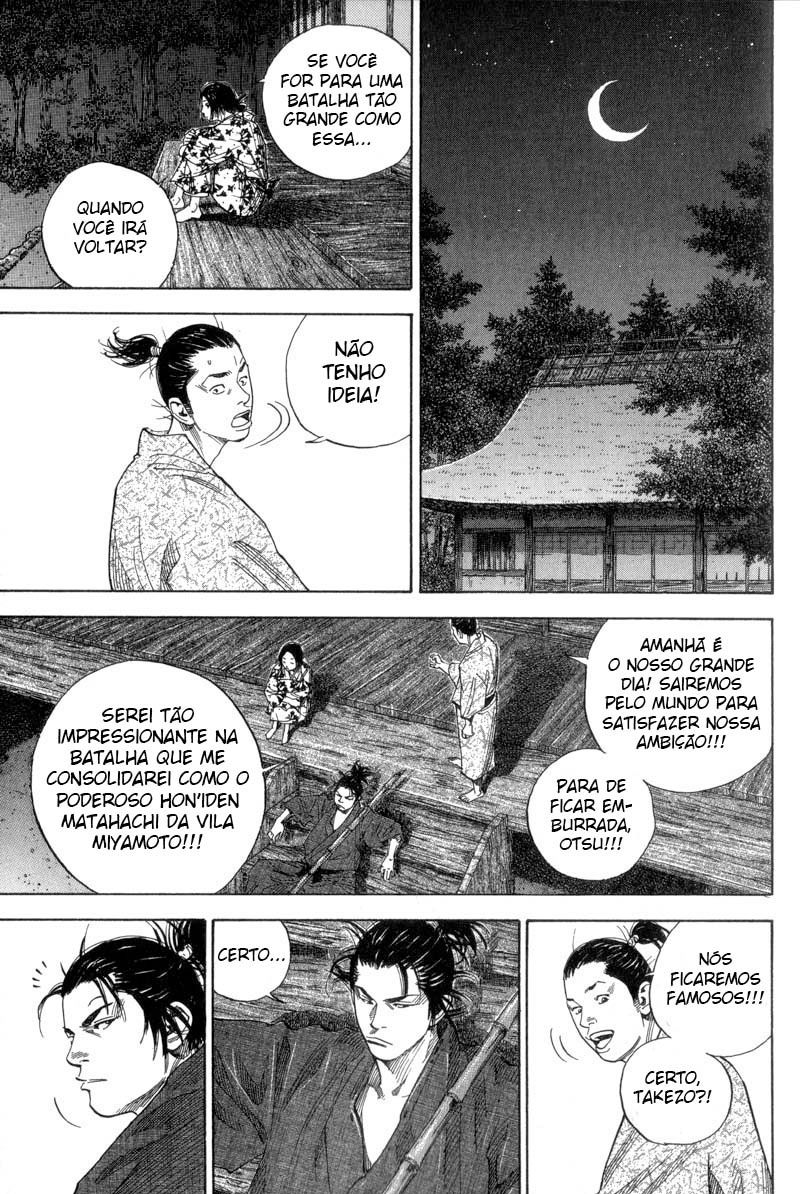 SE VOCÊ
FOR PARA UMA
BATALHA TÃO
GRANDE COMO
ESSA...
QUANDO
VOCÊ IRÁ
VOLTAR?
NÃO
TENHO
IDEIA!
AMANHÃ É
O NOSSO GRANDE
DIA! SAIREMOS
PELO MUNDO PARA
SATISFAZER NOSSA
AMBIÇÃO!!!
PARA DE
FICAR EM-
BURRADA,
OTSU!!!
SEREI TÃO
IMPRESSIONANTE NA
BATALHA QUE ME
CONSOLIDAREI COMO O
PODEROSO HON'IDEN
MATAHACHI DA VILA
MIYAMOTO!!!
NÓS
FICAREMOS
FAMOSOS!!!
CERTO,
TAKEZO?!
CERTO...